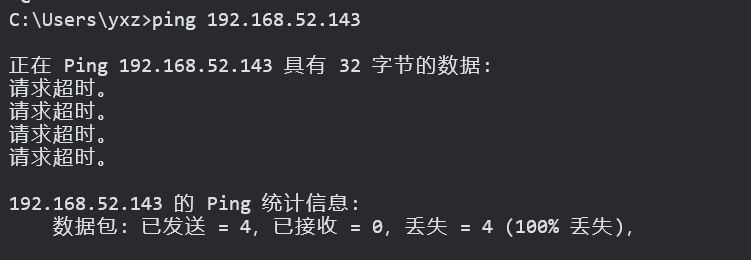 C:\Users\yxz>ping 192.168.52.143
正在 Ping 192.168.52.143 具有 32 字节的数据:
请求超时。
请求超时。
请求超时。
请求超时。
192.168.52.143 的 Ping 统计信息:
数据包: 已发送 = 4, 已接收 = 0, 丢失 = 4 (100% 丢失),